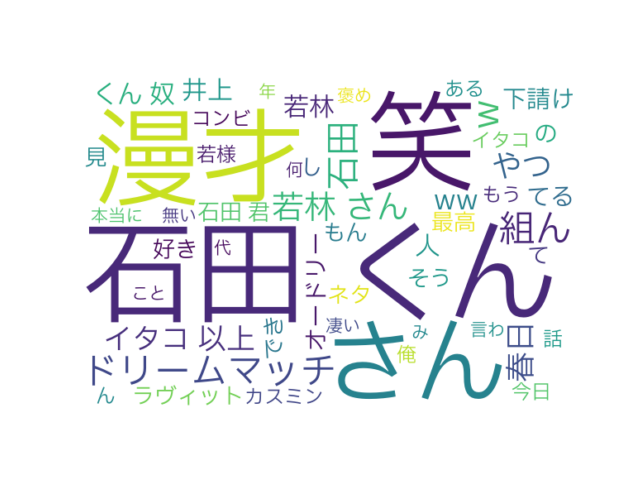 くん 奴 井上 年 褒め ある 下請け
コンビ 若林 w
漫才 笑 石田 イタコ の
見 若様 何し やつ
本当に 無い 石田 君 若林 さん ww もう てる
最高 組ん
石田 くん
好き 代 オードリー もん 人 そう て
こと ネタ
イタコ 以上 でき 凄い さん み 言わ 春日 話
ドリームマッチ 俺
ん ラヴィット カスミン 今日